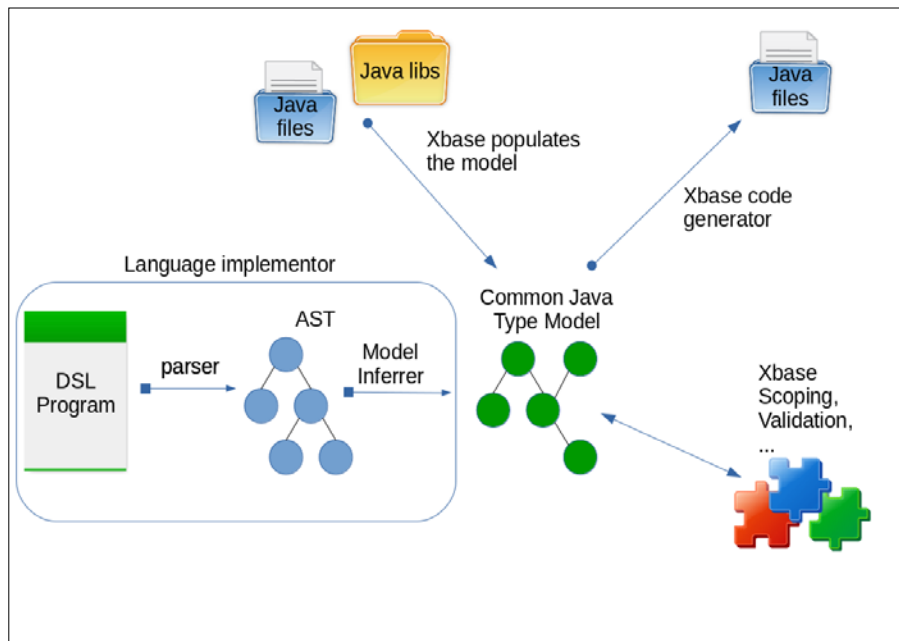 Java libs
Java
files
Java
files
Xbase populates
the model
Xbase code
generator
Language implementor
Common Java
Type Model
AST
DSL
Program
parser
Model
Inferrer
Xbase
Scoping,
Validation,
...